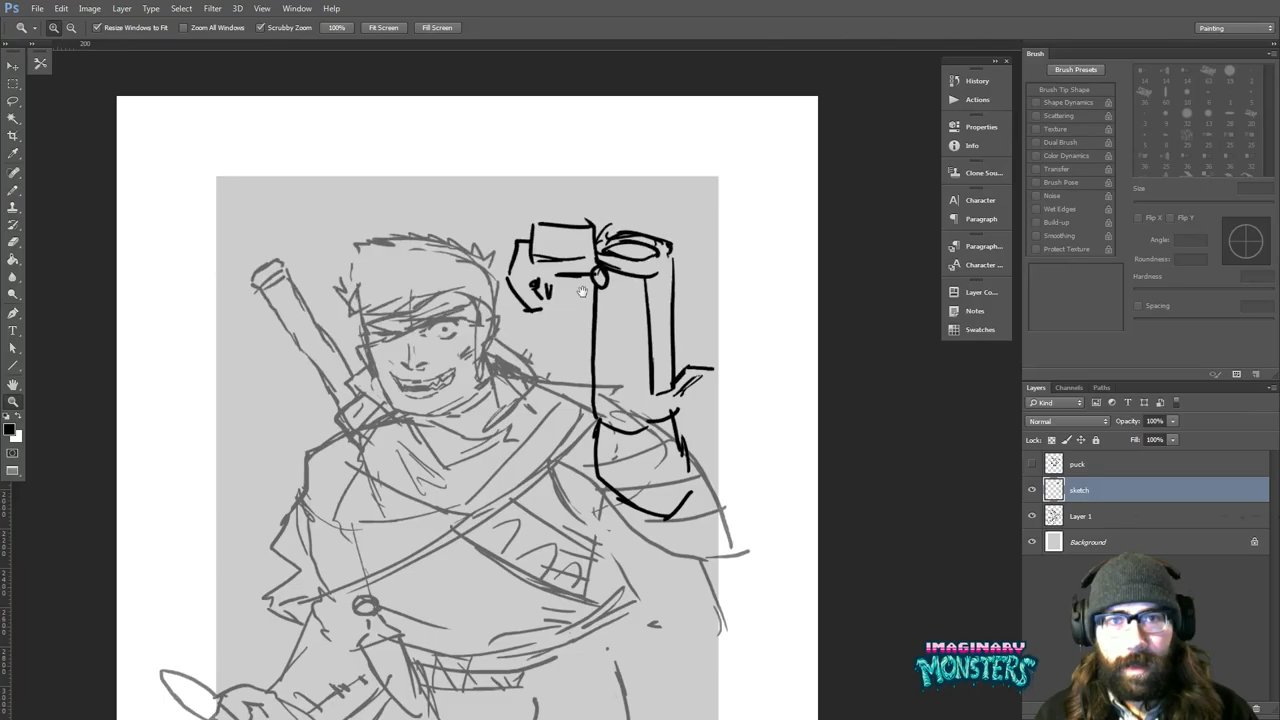 Ps File Edit Image Layer Type Select Filter 3D View Window Help
Resize Windows to Fit Zoom All Windows Scrubby Zoom 100% Fit Screen Fill Screen Painting
200
History
Actions
Properties
Info
Clone Sou...
Character
Paragraph
Paragraph...
Character ...
Layer Co...
Notes
Swatches
Brush
Brush Presets
Brush Tip Shape
Shape Dynamics
Scattering
Texture
Dual Brush
Color Dynamics
Transfer
Brush Pose
Noise
Wet Edges
Build-up
Smoothing
Protect Texture
Size
Flip X Flip Y
Angle:
Roundness:
Hardness
Spacing
Layers Channels Paths
Kind
Normal Opacity: 100%
Lock: Fill: 100%
puck
sketch
Layer 1
Background
IMAGINARY
MONSTERS